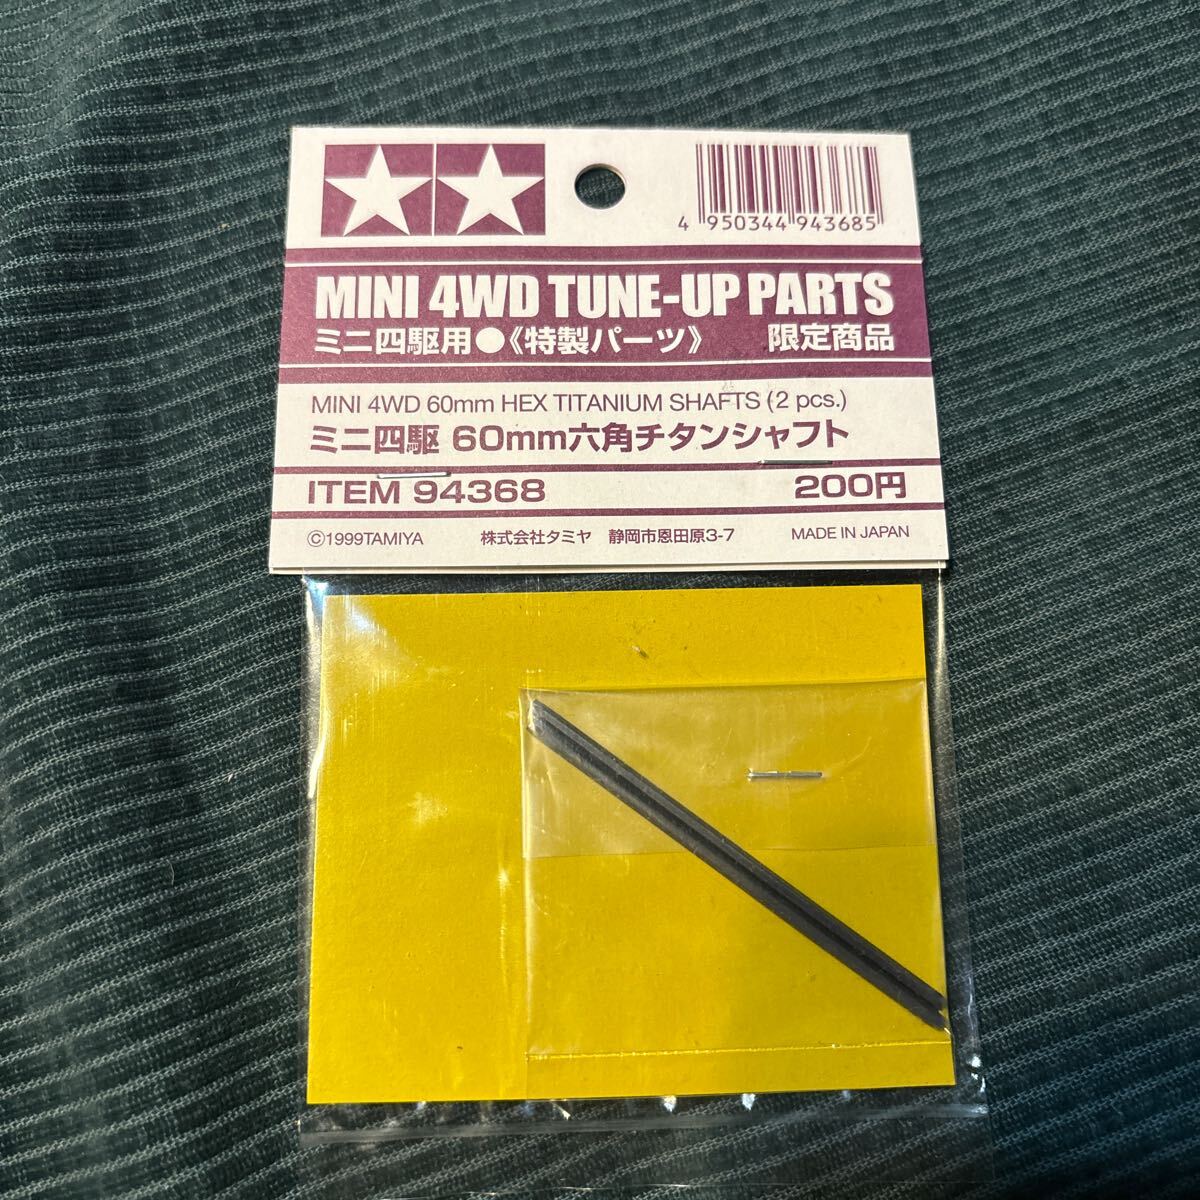 4 950344 943685
MINI 4WD TUNE-UP PARTS
ミニ四駆用●《特製パーツ》 限定商品
MINI 4WD 60mm HEX TITANIUM SHAFTS (2 pcs.)
ミニ四駆 60mm六角チタンシャフト
ITEM 94368 200円
©1999TAMIYA 株式会社タミヤ 静岡市恩田原3-7 MADE IN JAPAN